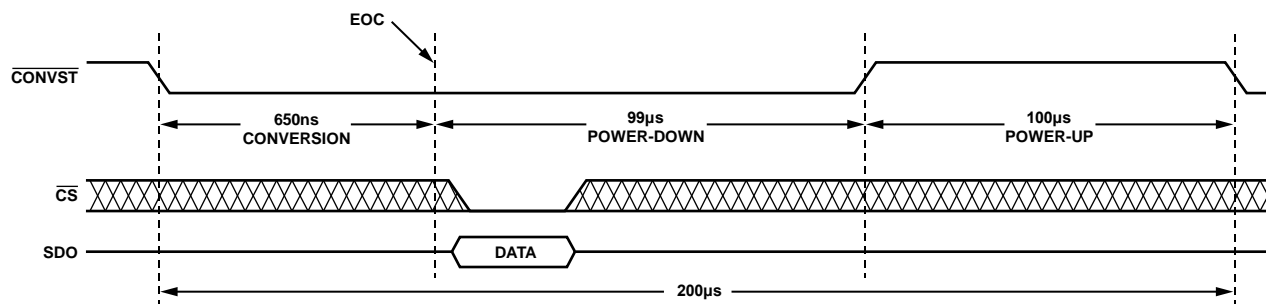 EOC
CONVST
650ns
CONVERSION
99µs
POWER-DOWN
100µs
POWER-UP
CS
SDO
DATA
200µs